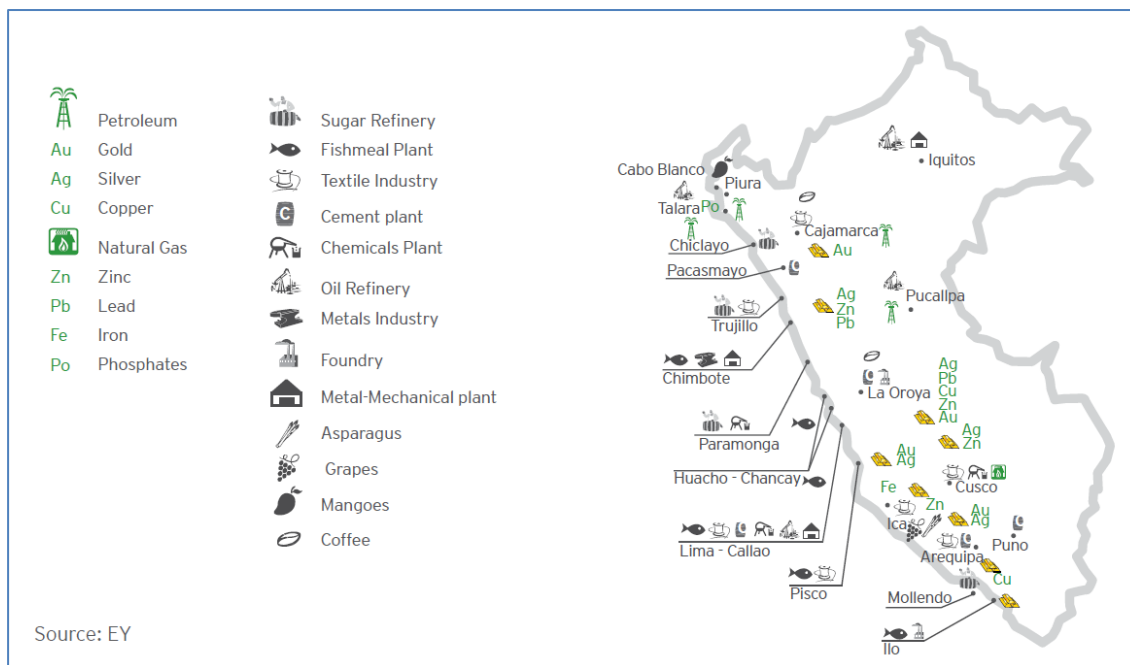 Petroleum
Au Gold
Ag Silver
Cu Copper
Natural Gas
Zn Zinc
Pb Lead
Fe Iron
Po Phosphates
Sugar Refinery
Fishmeal Plant
Textile Industry
C Cement plant
Chemicals Plant
Oil Refinery
Metals Industry
Foundry
Metal-Mechanical plant
Asparagus
Grapes
Mangoes
Coffee
Iquitos
Cabo Blanco
Piura
Talara Po
Cajamarca
Chiclayo
Au
Pacasmayo
C
Pucallpa
Ag
Zn
Pb
Trujillo
Chimbote
La Oroya
C
Ag
Pb
Cu
Zn
Au
Ag
Zn
Paramonga
Au
Ag
Huacho - Chancay
Cusco
Fe
Zn
Ica
Au
Ag
C
Puno
Lima - Callao
C
Arequipa
C
Cu
Pisco
Mollendo
Ilo
Source: EY